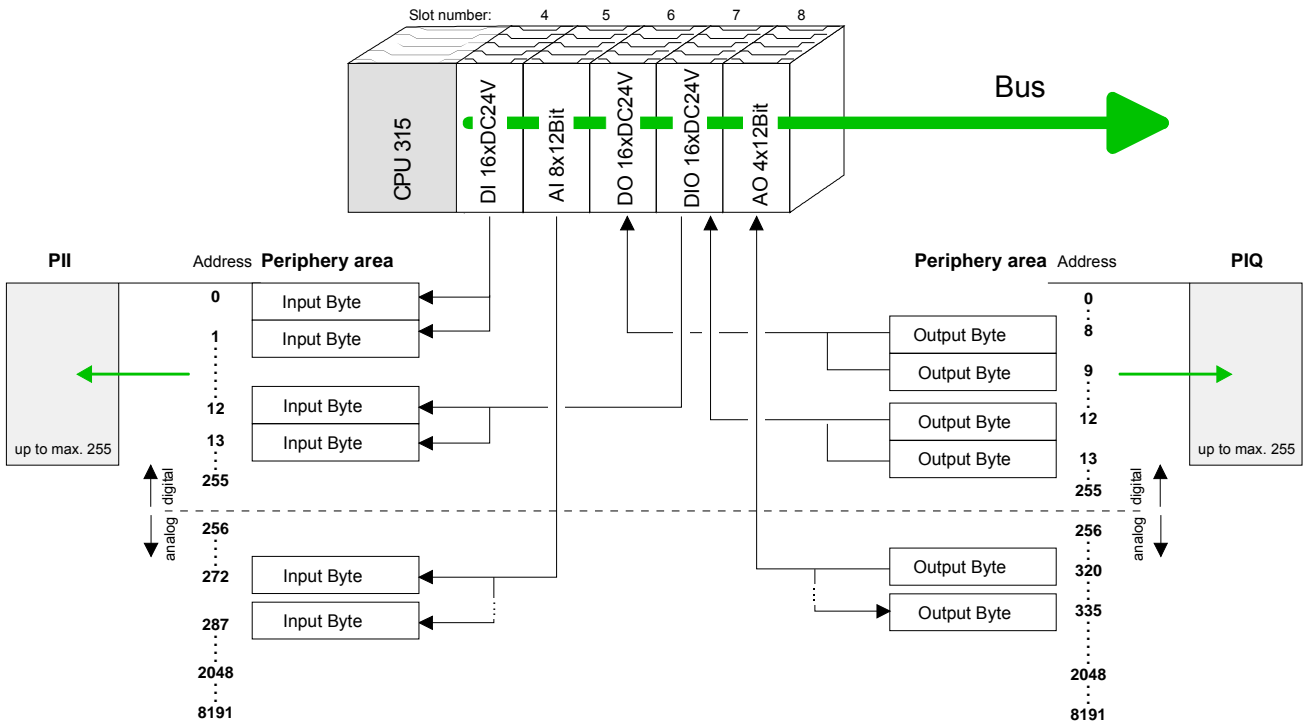 Slot number: 4 5 6 7 8
CPU 315
DI 16xDC24V
AI 8x12Bit
DO 16xDC24V
DIO 16xDC24V
AO 4x12Bit
Bus
PII
Address Periphery area
0 Input Byte
1 Input Byte
12 Input Byte
13 Input Byte
255
up to max. 255
digital
analog
256
272 Input Byte
287 Input Byte
2048
8191
Periphery area Address
PIQ
0
Output Byte 8
Output Byte 9
Output Byte 12
Output Byte 13
255
up to max. 255
digital
analog
256
Output Byte 320
Output Byte 335
2048
8191